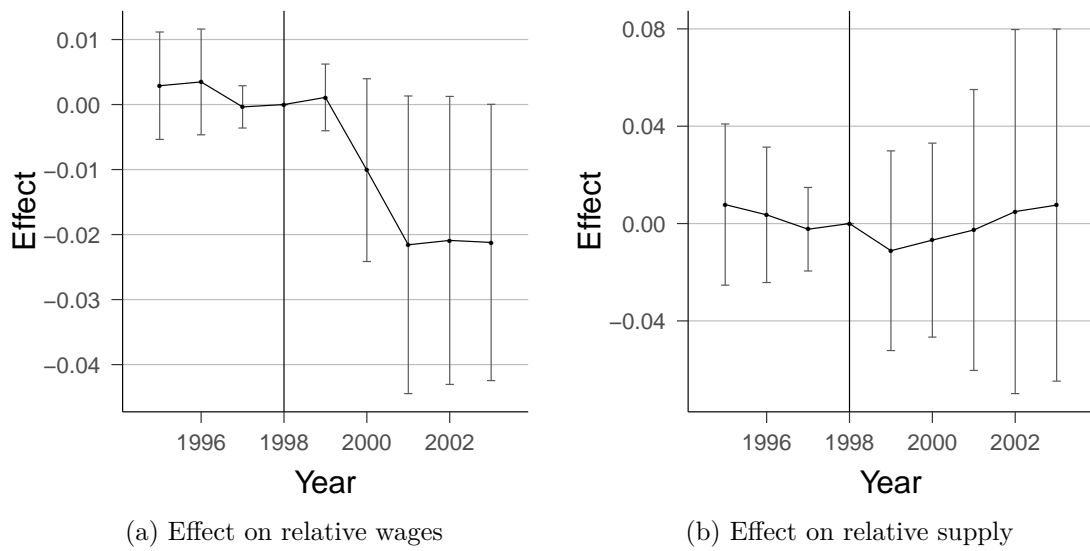 0.01
0.00
−0.01
−0.02
−0.03
−0.04
Effect
1996 1998 2000 2002
Year
(a) Effect on relative wages
0.08
0.04
0.00
−0.04
Effect
1996 1998 2000 2002
Year
(b) Effect on relative supply